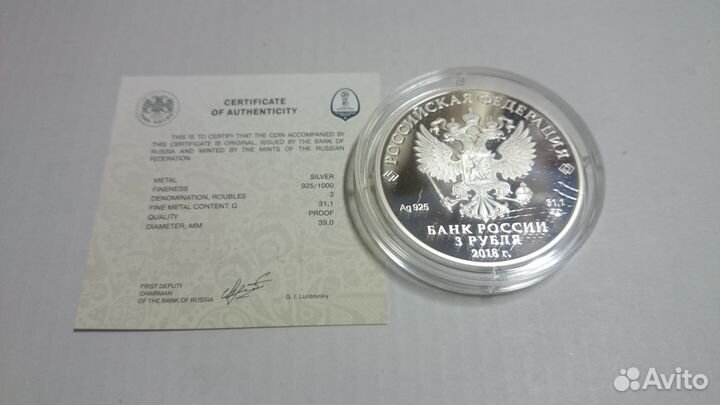 CERTIFICATE
OF AUTHENTICITY
THIS IS TO CERTIFY THAT THE COIN ACCOMPANIED BY
THIS CERTIFICATE IS ORIGINAL, ISSUED BY THE BANK OF
RUSSIA AND MINTED BY THE MINTS OF THE RUSSIAN
FEDERATION.
METAL SILVER
FINENESS 925/1000
DENOMINATION, ROUBLES 3
FINE METAL CONTENT, G 31,1
QUALITY PROOF
DIAMETER, MM 39,0
FIRST DEPUTY
CHAIRMAN
OF THE BANK OF RUSSIA
G. I. Luntovsky
РОССИЙСКАЯ ФЕДЕРАЦИЯ
Ag 925 31,1
БАНК РОССИИ
3 РУБЛЯ
2018 г.
Avito